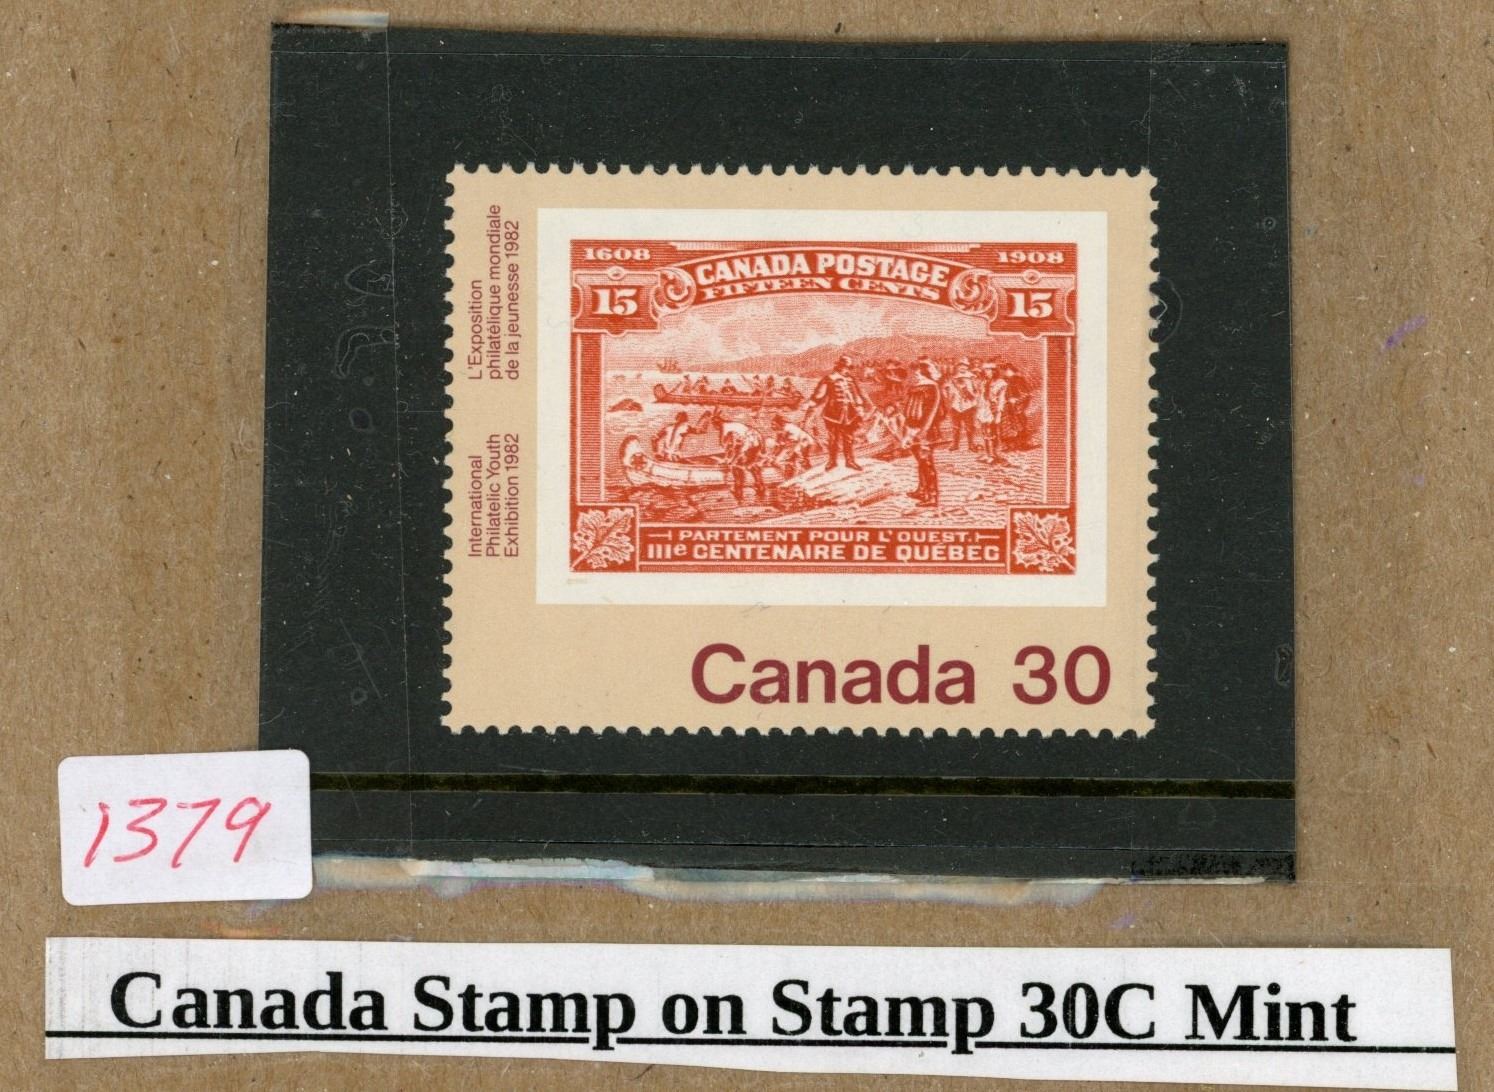 L'Exposition
philatélique mondiale
de la jeunesse 1982
International
Philatelic Youth
Exhibition 1982
1608
1908
CANADA POSTAGE
FIFTEEN CENTS
15
15
PARTEMENT POUR L'OUEST.
IIIe CENTENAIRE DE QUÉBEC
Canada 30
1379
Canada Stamp on Stamp 30C Mint